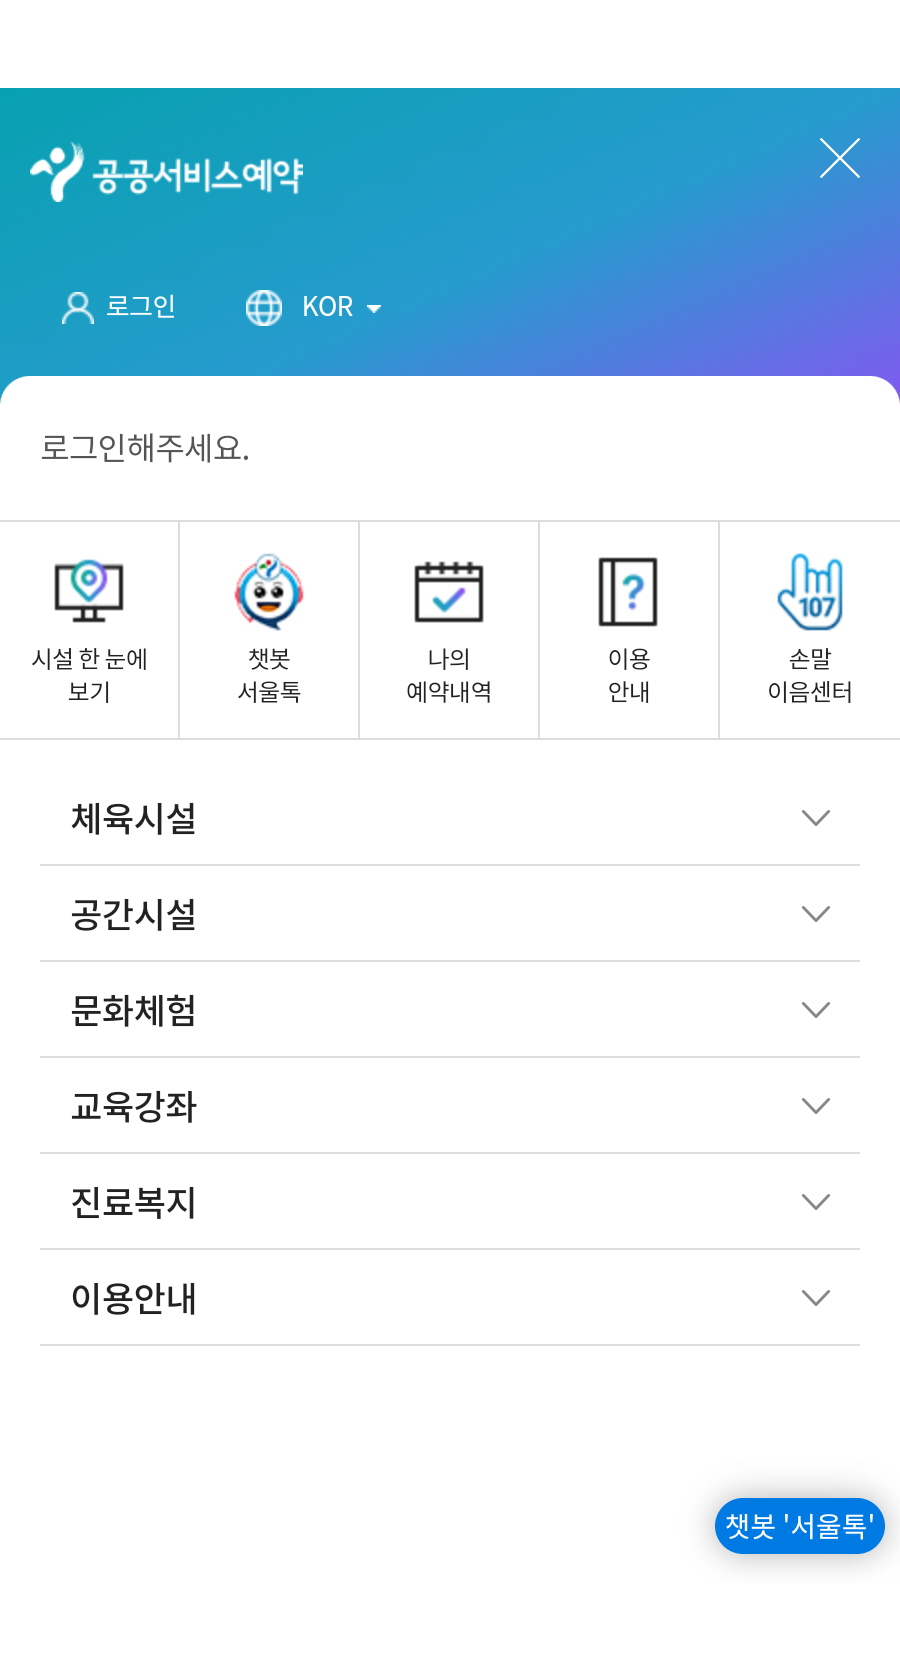 공공서비스예약
로그인
KOR
로그인해주세요.
시설 한 눈에
보기
챗봇
서울톡
나의
예약내역
?
이용
안내
107
손말
이음센터
체육시설
공간시설
문화체험
교육강좌
진료복지
이용안내
챗봇 '서울톡'